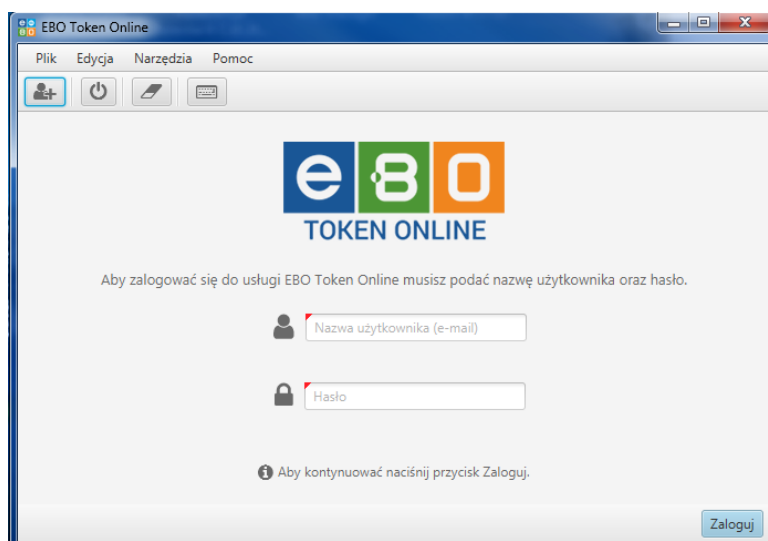 EBO Token Online
Plik Edycja Narzędzia Pomoc
eBO
TOKEN ONLINE
Aby zalogować się do usługi EBO Token Online musisz podać nazwę użytkownika oraz hasło.
Nazwa użytkownika (e-mail)
Hasło
Aby kontynuować naciśnij przycisk Zaloguj.
Zaloguj